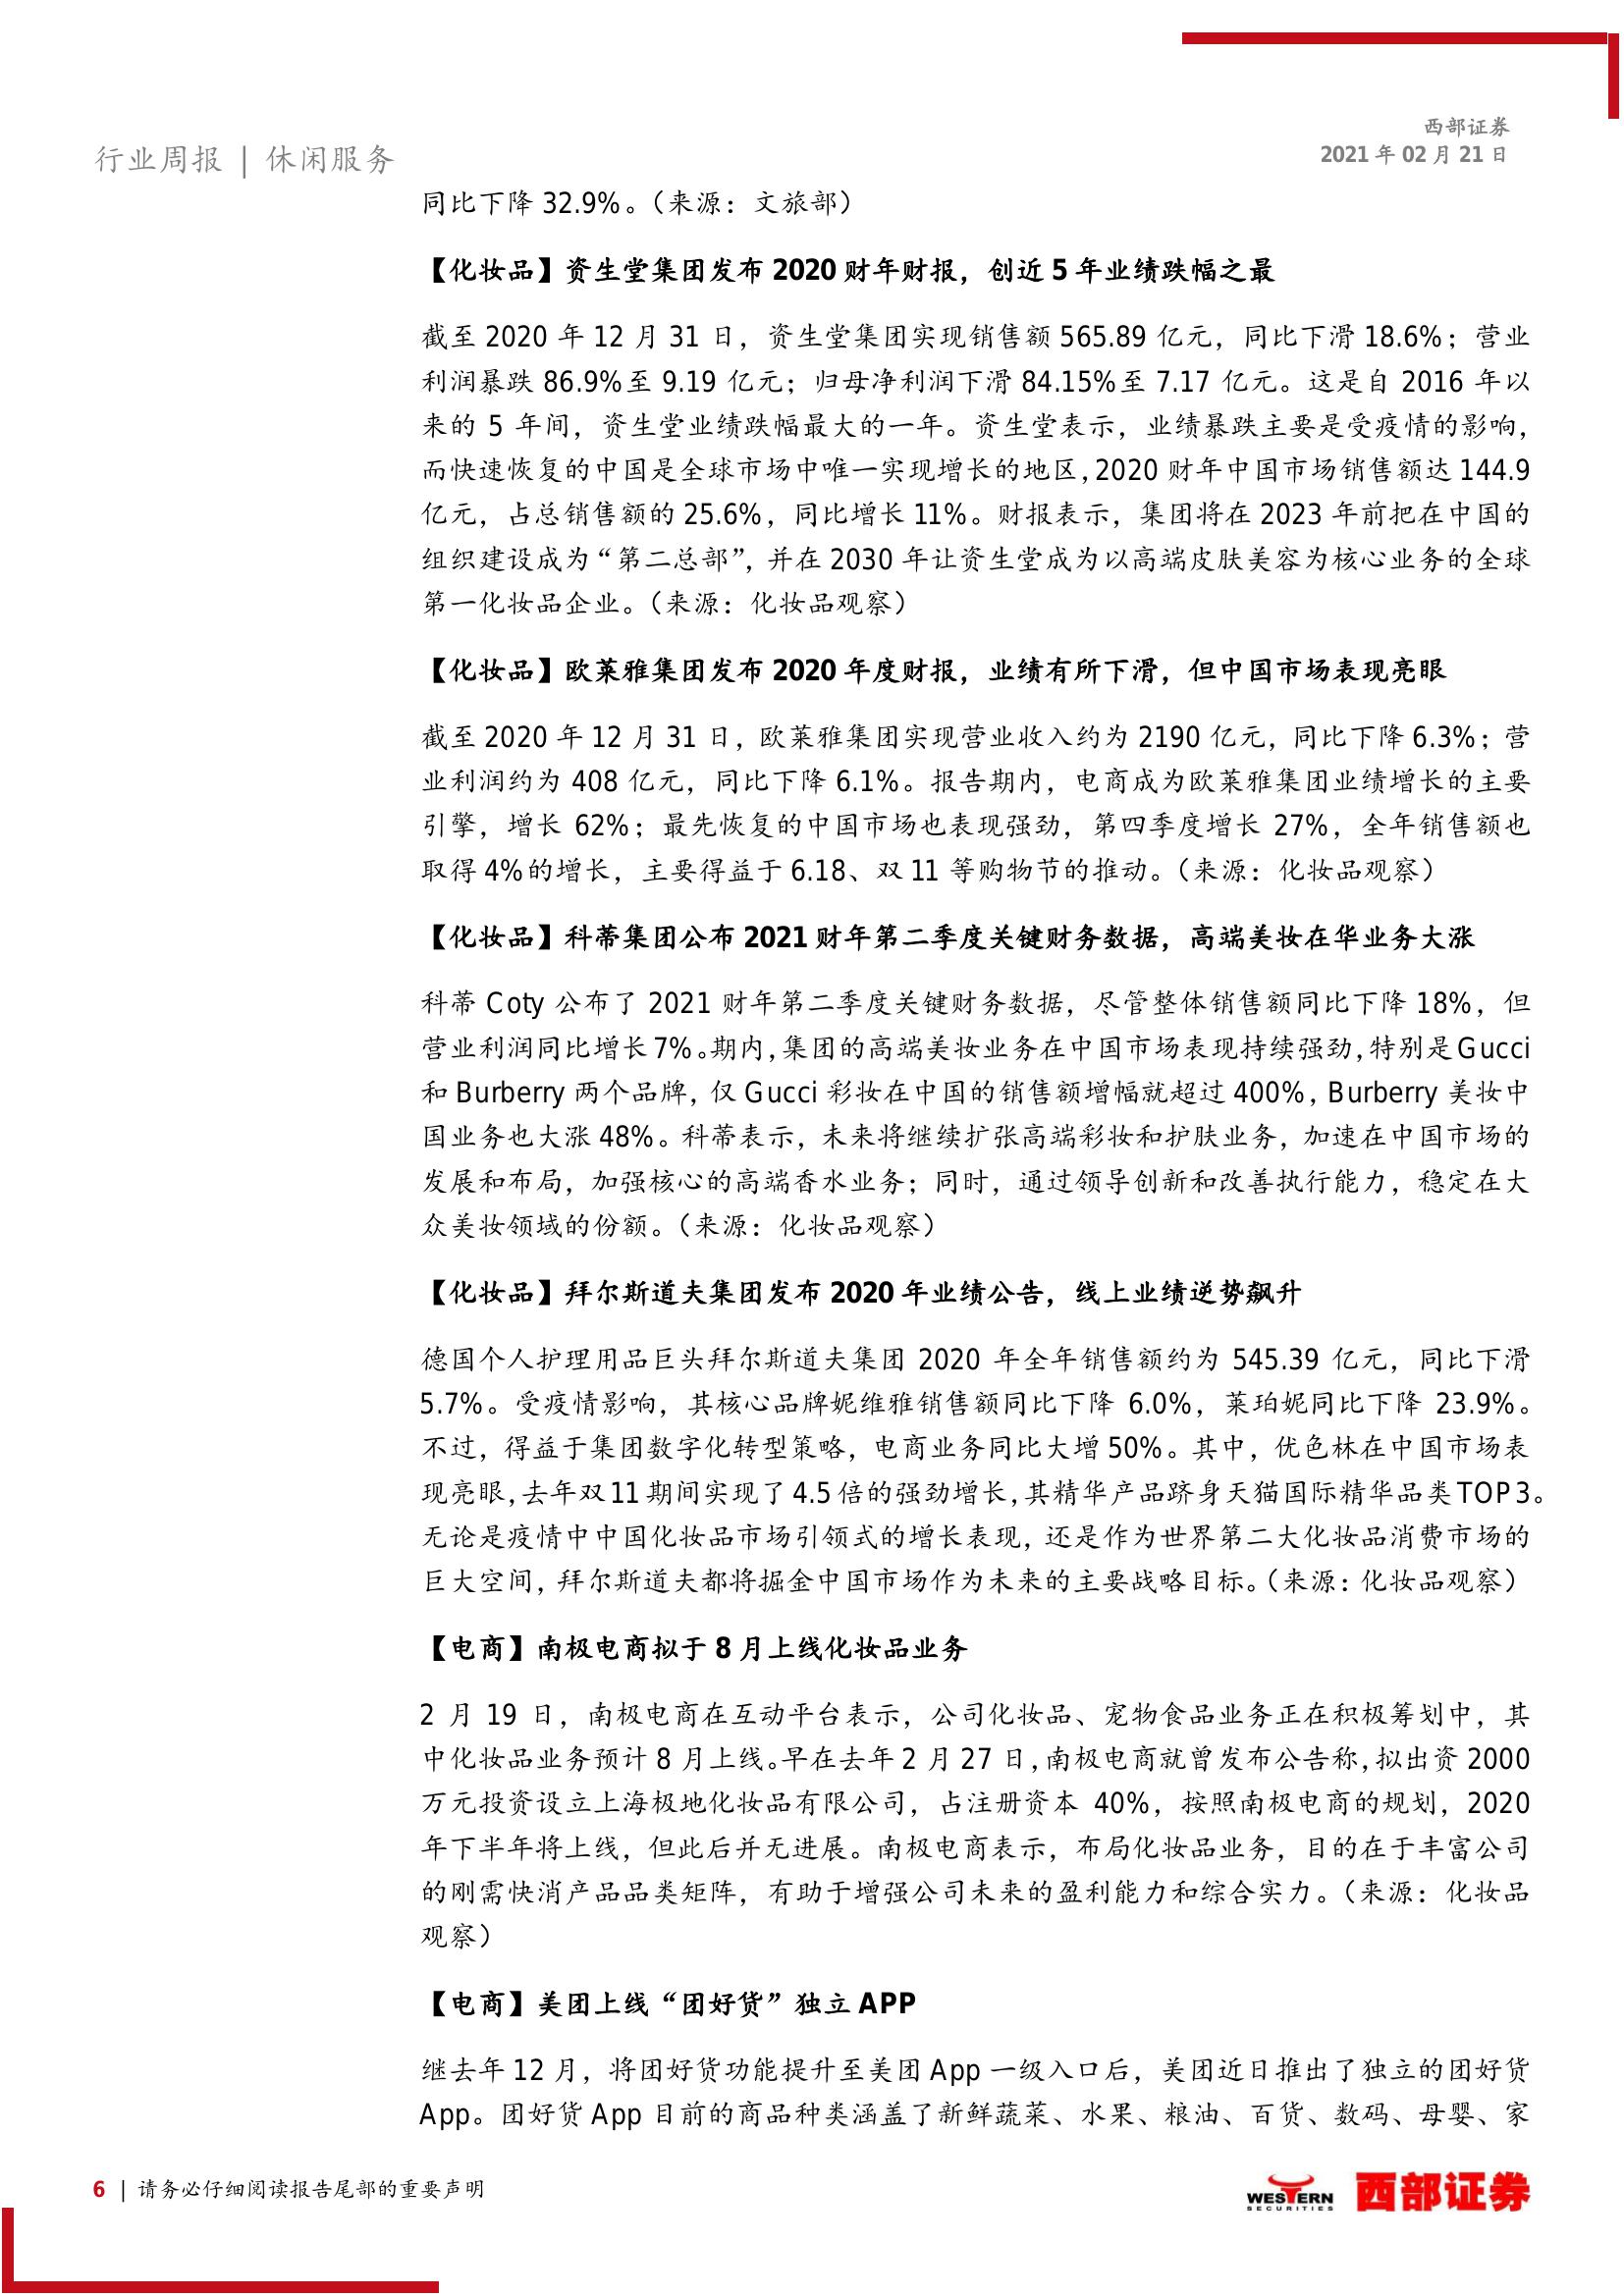 行业周报 | 休闲服务
西部证券
2021 年 02 月 21 日
同比下降 32.9%。（来源：文旅部）
【化妆品】资生堂集团发布 2020 财年财报，创近 5 年业绩跌幅之最
截至 2020 年 12 月 31 日，资生堂集团实现销售额 565.89 亿元，同比下滑 18.6%；营业
利润暴跌 86.9%至 9.19 亿元；归母净利润下滑 84.15%至 7.17 亿元。这是自 2016 年以
来的 5 年间，资生堂业绩跌幅最大的一年。资生堂表示，业绩暴跌主要是受疫情的影响，
而快速恢复的中国是全球市场中唯一实现增长的地区，2020 财年中国市场销售额达 144.9
亿元，占总销售额的 25.6%，同比增长 11%。财报表示，集团将在 2023 年前把在中国的
组织建设成为“第二总部”，并在 2030 年让资生堂成为以高端皮肤美容为核心业务的全球
第一化妆品企业。（来源：化妆品观察）
【化妆品】欧莱雅集团发布 2020 年度财报，业绩有所下滑，但中国市场表现亮眼
截至 2020 年 12 月 31 日，欧莱雅集团实现营业收入约为 2190 亿元，同比下降 6.3%；营
业利润约为 408 亿元，同比下降 6.1%。报告期内，电商成为欧莱雅集团业绩增长的主要
引擎，增长 62%；最先恢复的中国市场也表现强劲，第四季度增长 27%，全年销售额也
取得 4%的增长，主要得益于 6.18、双 11 等购物节的推动。（来源：化妆品观察）
【化妆品】科蒂集团公布 2021 财年第二季度关键财务数据，高端美妆在华业务大涨
科蒂 Coty 公布了 2021 财年第二季度关键财务数据，尽管整体销售额同比下降 18%，但
营业利润同比增长 7%。期内，集团的高端美妆业务在中国市场表现持续强劲，特别是 Gucci
和 Burberry 两个品牌，仅 Gucci 彩妆在中国的销售额增幅就超过 400%，Burberry 美妆中
国业务也大涨 48%。科蒂表示，未来将继续扩张高端彩妆和护肤业务，加速在中国市场的
发展和布局，加强核心的高端香水业务；同时，通过领导创新和改善执行能力，稳定在大
众美妆领域的份额。（来源：化妆品观察）
【化妆品】拜尔斯道夫集团发布 2020 年业绩公告，线上业绩逆势飙升
德国个人护理用品巨头拜尔斯道夫集团 2020 年全年销售额约为 545.39 亿元，同比下滑
5.7%。受疫情影响，其核心品牌妮维雅销售额同比下降 6.0%，莱珀妮同比下降 23.9%。
不过，得益于集团数字化转型策略，电商业务同比大增 50%。其中，优色林在中国市场表
现亮眼，去年双 11 期间实现了 4.5 倍的强劲增长，其精华产品跻身天猫国际精华品类 TOP 3。
无论是疫情中中国化妆品市场引领式的增长表现，还是作为世界第二大化妆品消费市场的
巨大空间，拜尔斯道夫都将掘金中国市场作为未来的主要战略目标。（来源：化妆品观察）
【电商】南极电商拟于 8 月上线化妆品业务
2 月 19 日，南极电商在互动平台表示，公司化妆品、宠物食品业务正在积极筹划中，其
中化妆品业务预计 8 月上线。早在去年 2 月 27 日，南极电商就曾发布公告称，拟出资 2000
万元投资设立上海极地化妆品有限公司，占注册资本 40%，按照南极电商的规划，2020
年下半年将上线，但此后并无进展。南极电商表示，布局化妆品业务，目的在于丰富公司
的刚需快消产品品类矩阵，有助于增强公司未来的盈利能力和综合实力。（来源：化妆品
观察）
【电商】美团上线“团好货”独立 APP
继去年 12 月，将团好货功能提升至美团 App 一级入口后，美团近日推出了独立的团好货
App。团好货 App 目前的商品种类涵盖了新鲜蔬菜、水果、粮油、百货、数码、母婴、家
6 | 请务必仔细阅读报告尾部的重要声明
WESTERN
SECURITIES
西部证券